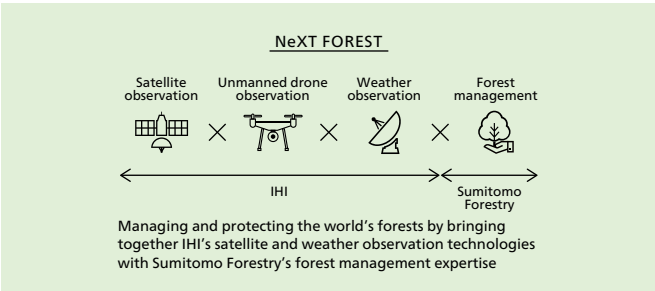 NeXT FOREST
Satellite
observation
Unmanned drone
observation
Weather
observation
Forest
management
IHI
Sumitomo
Forestry
Managing and protecting the world’s forests by bringing
together IHI’s satellite and weather observation technologies
with Sumitomo Forestry’s forest management expertise